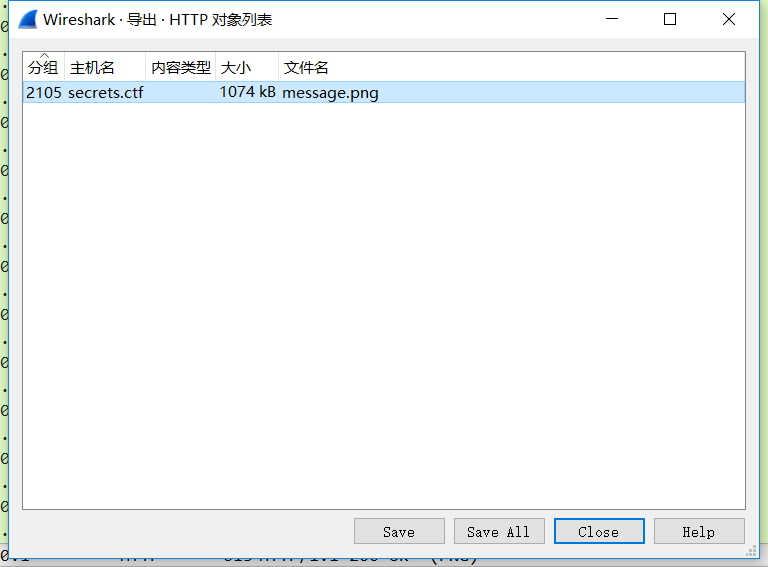 Wireshark · 导出 · HTTP 对象列表
分组 主机名 内容类型 大小 文件名
2105 secrets.ctf 1074 kB message.png
Save Save All Close Help